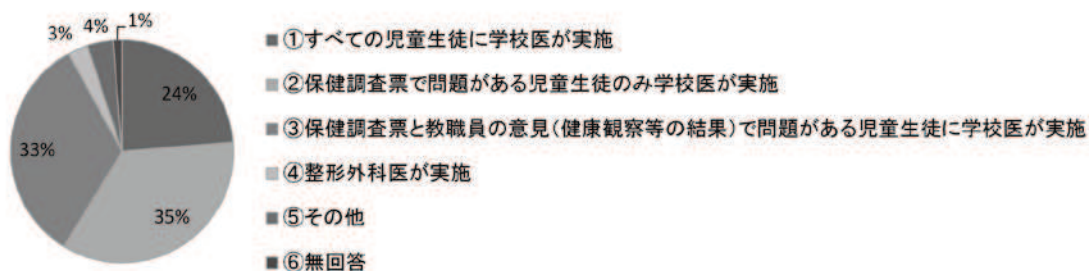 3%
4%
1%
24%
33%
35%
①すべての児童生徒に学校医が実施
②保健調査票で問題がある児童生徒のみ学校医が実施
③保健調査票と教職員の意見(健康観察等の結果)で問題がある児童生徒に学校医が実施
④整形外科医が実施
⑤その他
⑥無回答